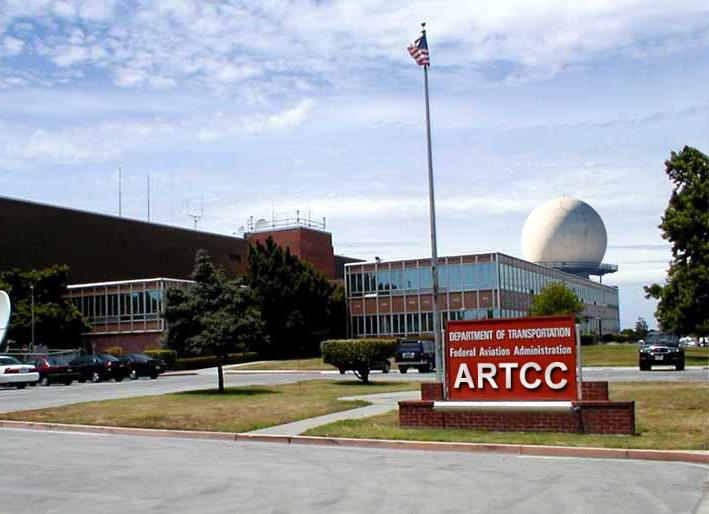 DEPARTMENT OF TRANSPORTATION
Federal Aviation Administration
ARTCC